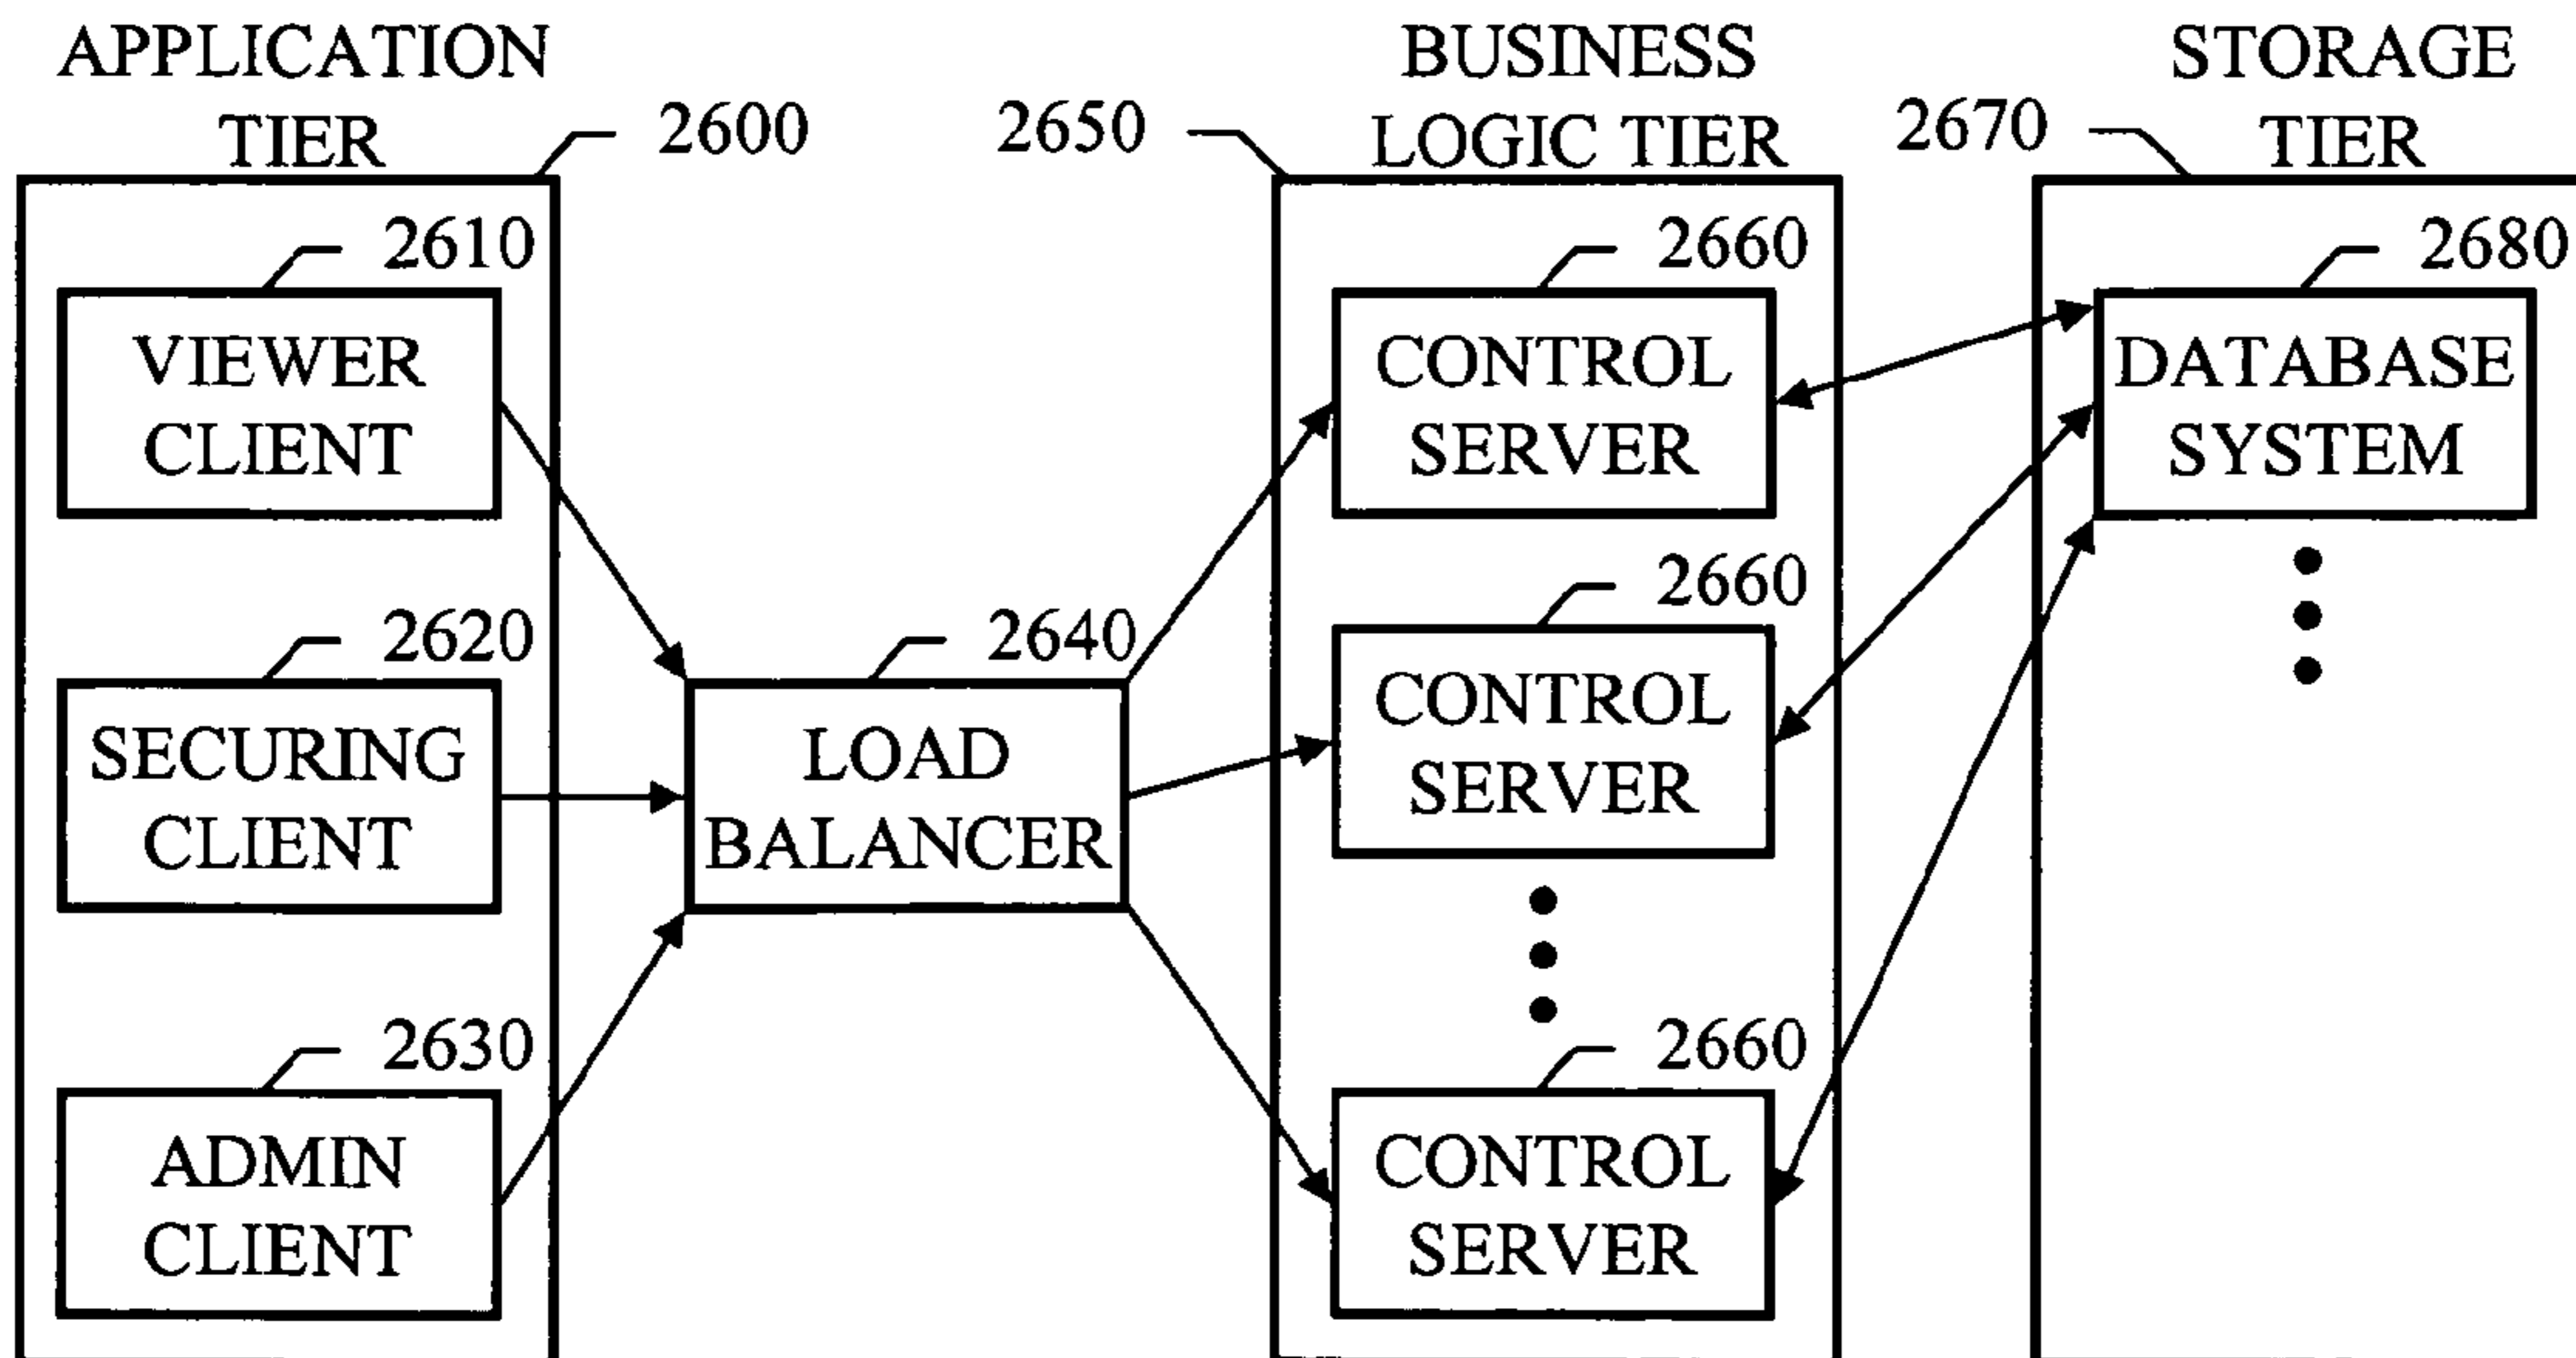 APPLICATION
TIER
2600
2650
BUSINESS
LOGIC TIER
2670
STORAGE
TIER
2610
VIEWER
CLIENT
2620
SECURING
CLIENT
2630
ADMIN
CLIENT
2640
LOAD
BALANCER
2660
CONTROL
SERVER
2660
CONTROL
SERVER
2660
CONTROL
SERVER
2680
DATABASE
SYSTEM